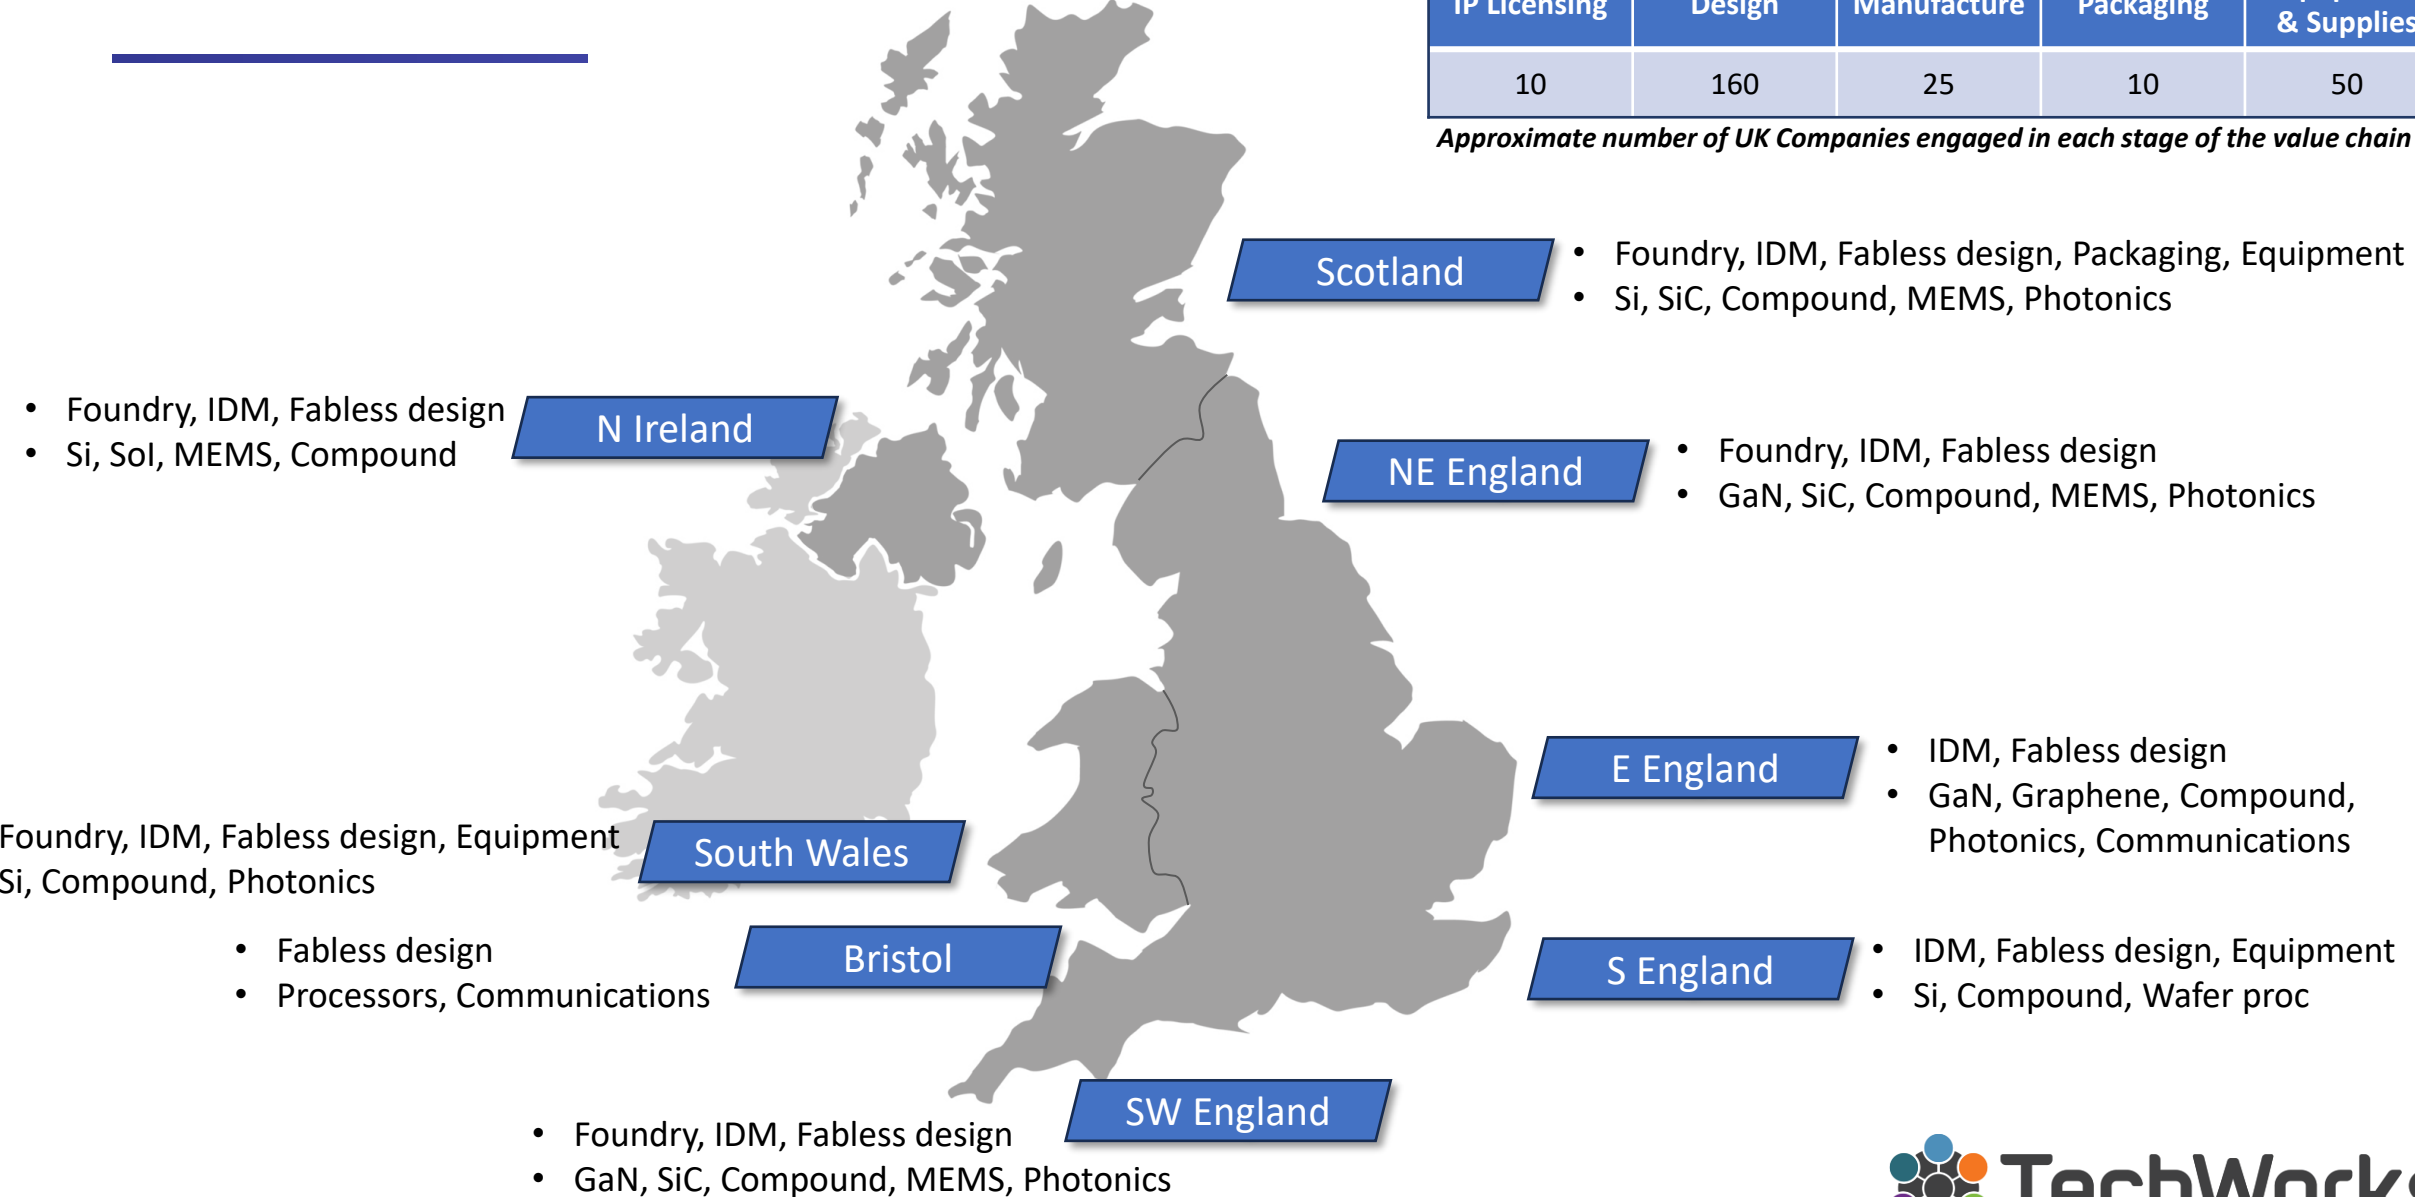 IP Licensing Design Manufacture Packaging
& Supplies
10 160 25 10 50
Approximate number of UK Companies engaged in each stage of the value chain
Scotland
• Foundry, IDM, Fabless design, Packaging, Equipment
• Si, SiC, Compound, MEMS, Photonics
• Foundry, IDM, Fabless design
• Si, SoI, MEMS, Compound
N Ireland
NE England
• Foundry, IDM, Fabless design
• GaN, SiC, Compound, MEMS, Photonics
E England
• IDM, Fabless design
• GaN, Graphene, Compound,
Photonics, Communications
Foundry, IDM, Fabless design, Equipment
Si, Compound, Photonics
South Wales
• Fabless design
• Processors, Communications
Bristol
S England
• IDM, Fabless design, Equipment
• Si, Compound, Wafer proc
SW England
• Foundry, IDM, Fabless design
• GaN, SiC, Compound, MEMS, Photonics
TechWorks